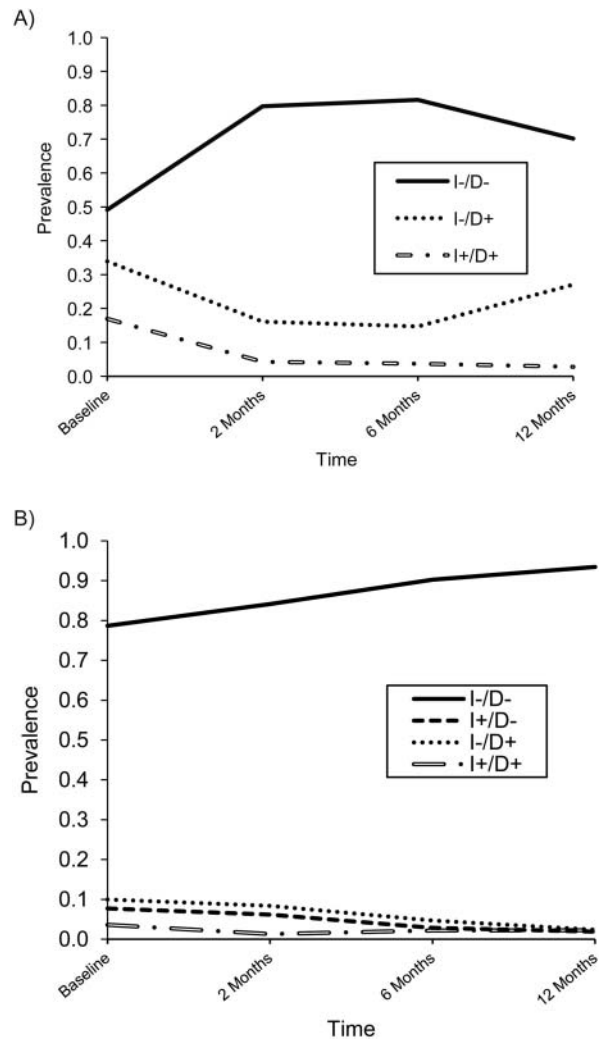 A)
1.0
0.9
0.8
0.7
0.6
0.5
0.4
0.3
0.2
0.1
0.0
Prevalence
I-/D-
I-/D+
I+/D+
Baseline
2 Months
6 Months
12 Months
Time
B)
1.0
0.9
0.8
0.7
0.6
0.5
0.4
0.3
0.2
0.1
0.0
Prevalence
I-/D-
I+/D-
I-/D+
I+/D+
Baseline
2 Months
6 Months
12 Months
Time